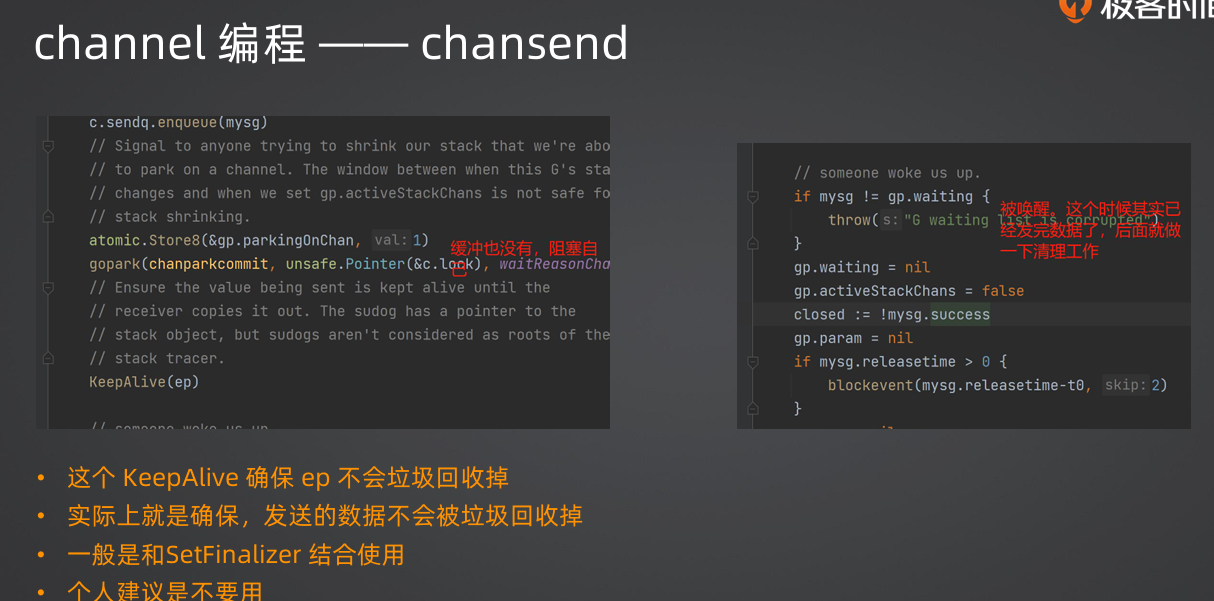 极客时间
channel 编程 —— chansend
c.sendq.enqueue(mysg)
// Signal to anyone trying to shrink our stack that we're abo
// to park on a channel. The window between when this G's sta
// changes and when we set gp.activeStackChans is not safe fo
// stack shrinking.
atomic.Store8(&gp.parkingOnChan, val: 1)
gopark(chanparkcommit, unsafe.Pointer(&c.lock), waitReasonCha
缓冲也没有，阻塞自
己
// Ensure the value being sent is kept alive until the
// receiver copies it out. The sudog has a pointer to the
// stack object, but sudogs aren't considered as roots of the
// stack tracer.
KeepAlive(ep)
// someone woke us up
// someone woke us up.
if mysg != gp.waiting {
throw(s: "G waiting list is corrupted")
}
被唤醒。这个时候其实已
经发完数据了，后面就做
一下清理工作
gp.waiting = nil
gp.activeStackChans = false
closed := !mysg.success
gp.param = nil
if mysg.releasetime > 0 {
blockevent(mysg.releasetime-t0, skip: 2)
}
• 这个 KeepAlive 确保 ep 不会垃圾回收掉
• 实际上就是确保，发送的数据不会被垃圾回收掉
• 一般是和SetFinalizer 结合使用
• 个人建议是不要用